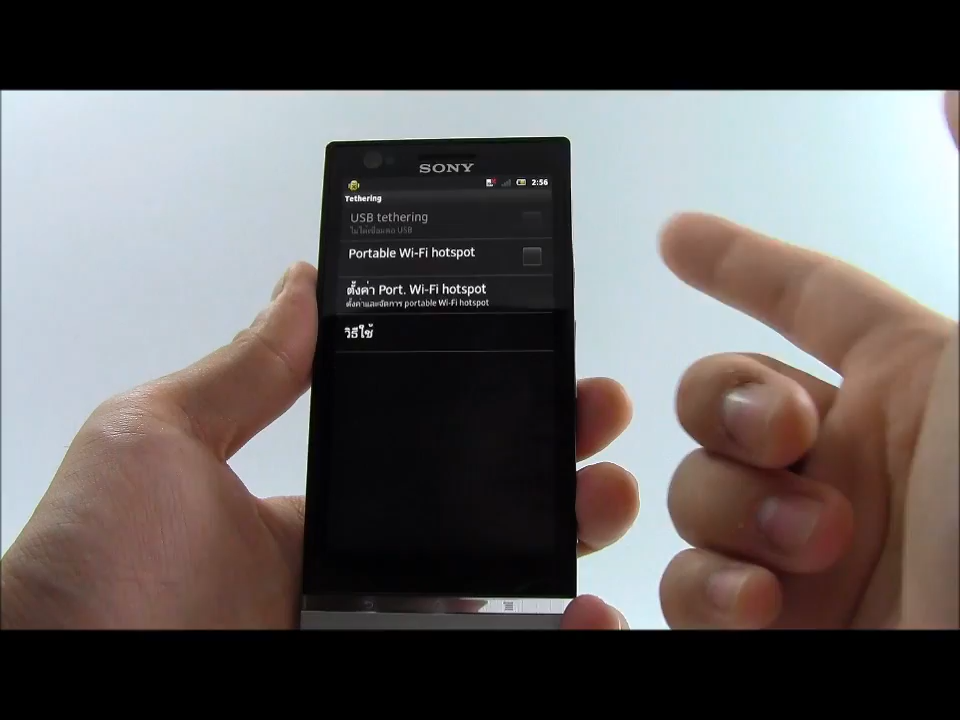 SONY
2:56
Tethering
USB tethering
ไม่ได้เชื่อมต่อ USB
Portable Wi-Fi hotspot
ตั้งค่า Port. Wi-Fi hotspot
ตั้งค่าและจัดการ portable Wi-Fi hotspot
วิธีใช้